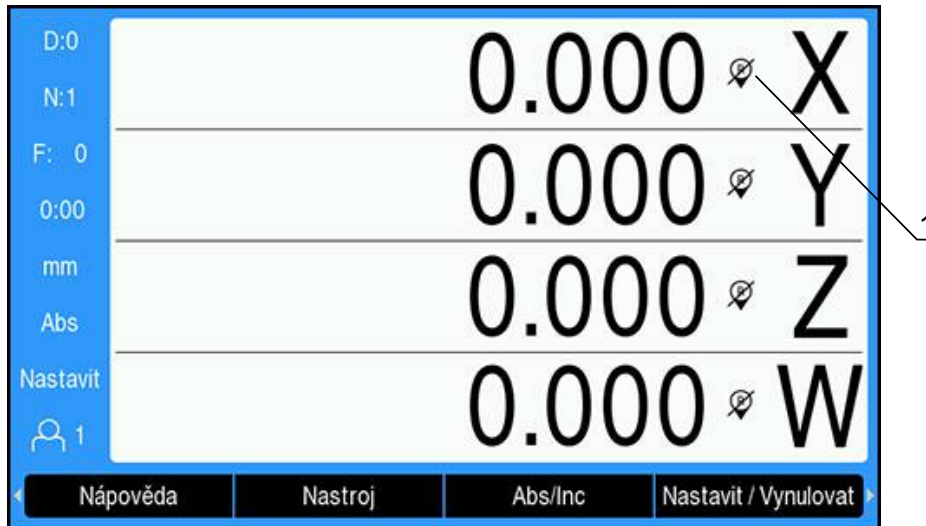 D:0
N:1
F: 0
0:00
mm
Abs
Nastavit
1
0.000 X
0.000 Y
0.000 Z
0.000 W
1
Nápověda Nastroj Abs/Inc Nastavit / Vynulovat